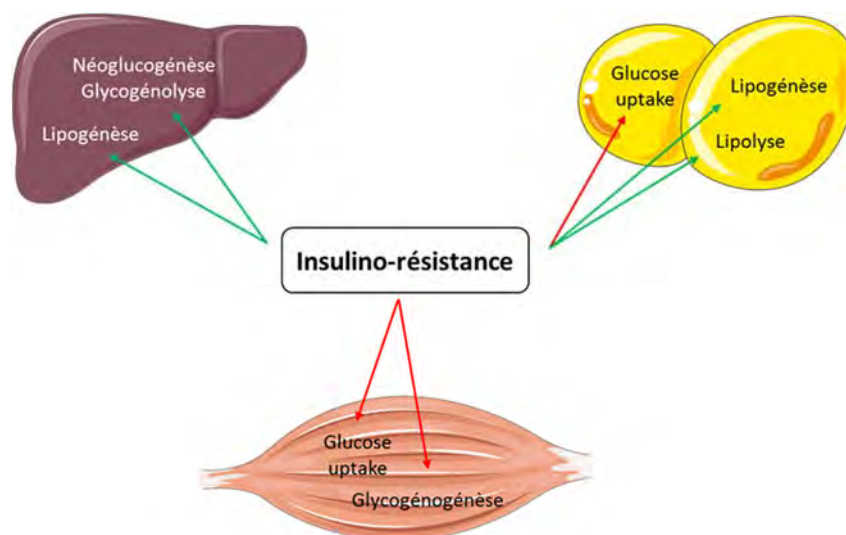 Néoglucogénèse
Glycogénolyse
Lipogénèse
Glucose
uptake
Lipogénèse
Lipolyse
Insulino-résistance
Glucose
uptake
Glycogénogénèse